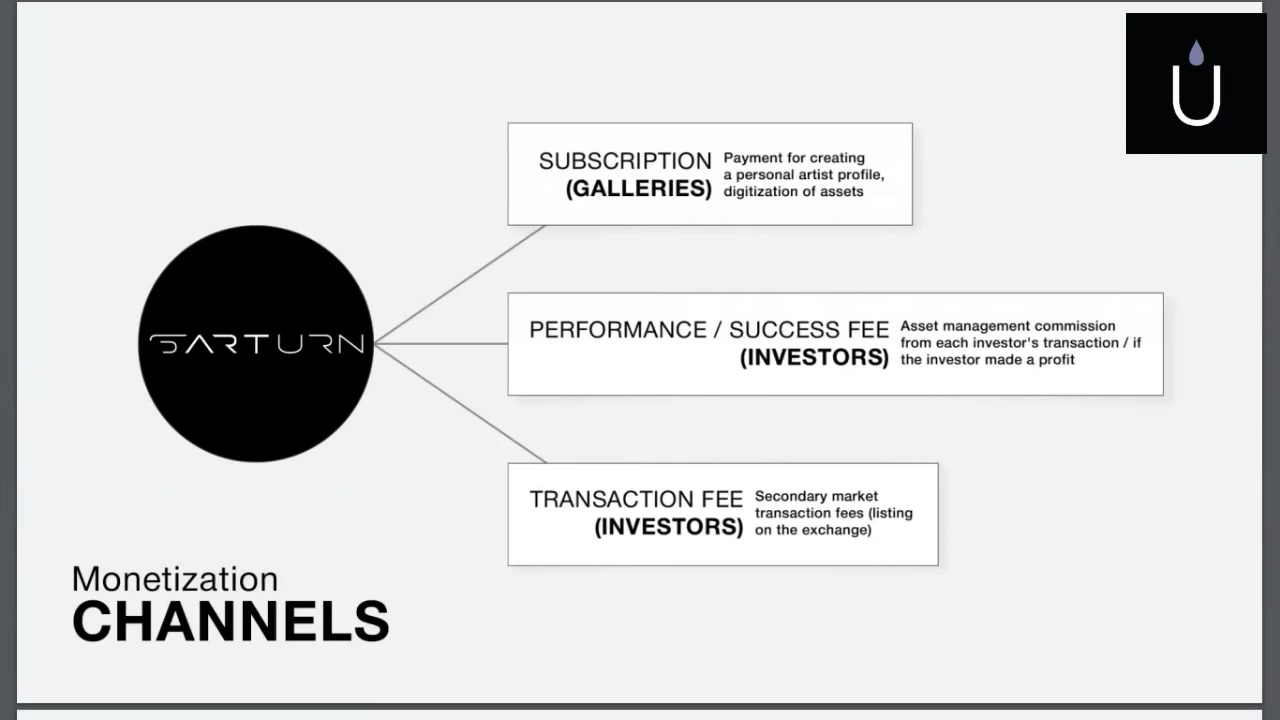 SUBSCRIPTION
(GALLERIES)
Payment for creating
a personal artist profile,
digitization of assets
SARTURN
PERFORMANCE / SUCCESS FEE
(INVESTORS)
Asset management commission
from each investor's transaction / if
the investor made a profit
TRANSACTION FEE
(INVESTORS)
Secondary market
transaction fees (listing
on the exchange)
Monetization
CHANNELS